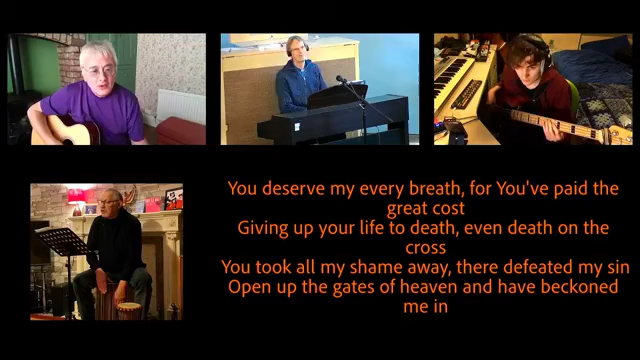 You deserve my every breath, for You've paid the
great cost
Giving up your life to death, even death on the
cross
You took all my shame away, there defeated my sin
Open up the gates of heaven and have beckoned
me in